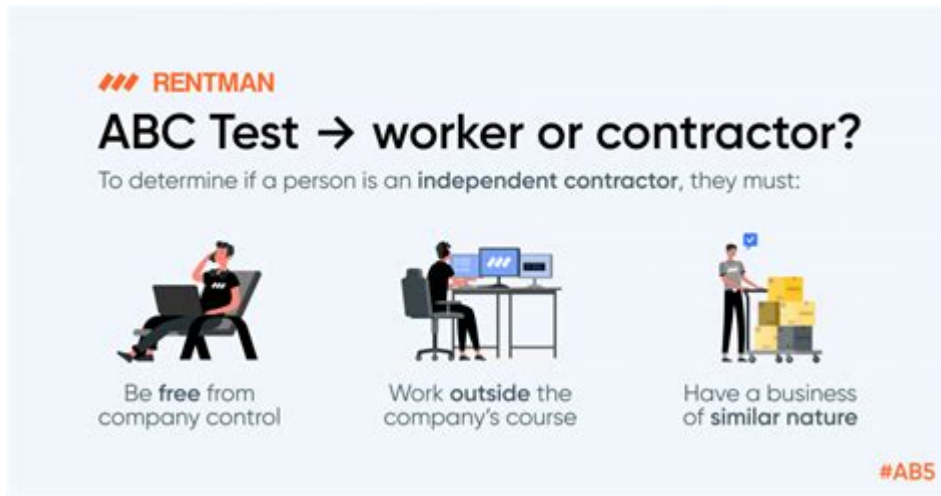 RENTMAN
ABC Test → worker or contractor?
To determine if a person is an independent contractor, they must:
Be free from
company control
Work outside the
company's course
Have a business
of similar nature
#AB5